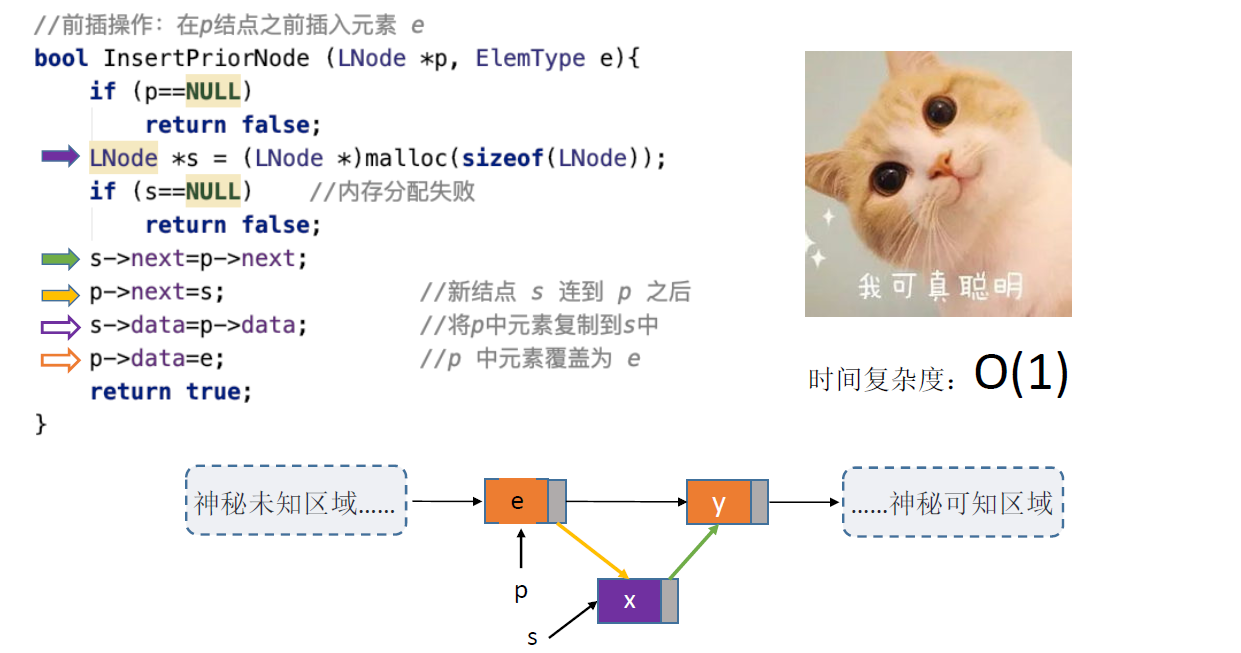 //前插操作：在p结点之前插入元素 e
bool InsertPriorNode (LNode *p, ElemType e){
if (p==NULL)
return false;
LNode *s = (LNode *)malloc(sizeof(LNode));
if (s==NULL) //内存分配失败
return false;
s->next=p->next;
p->next=s; //新结点 s 连到 p 之后
s->data=p->data; //将p中元素复制到s中
p->data=e; //p 中元素覆盖为 e
return true;
}
我可真聪明
时间复杂度：O(1)
神秘未知区域……
e
y
……神秘可知区域
p
x
s